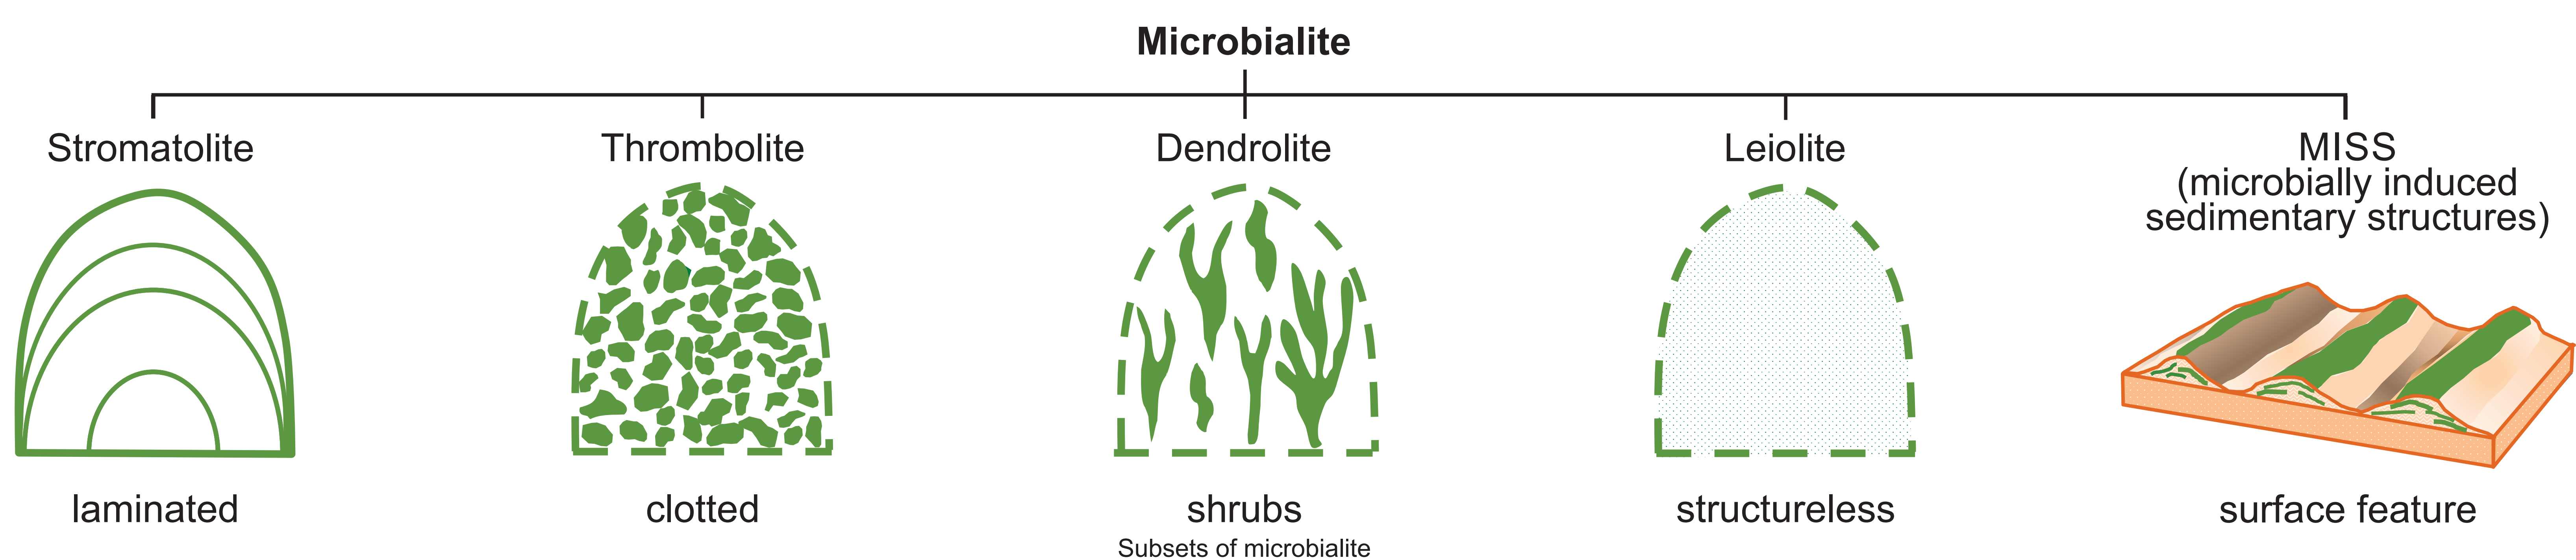 Microbialite
Stromatolite
Thrombolite
Dendrolite
Leiolite
MISS
(microbially induced
sedimentary structures)
laminated
clotted
shrubs
structureless
surface feature
Subsets of microbialite